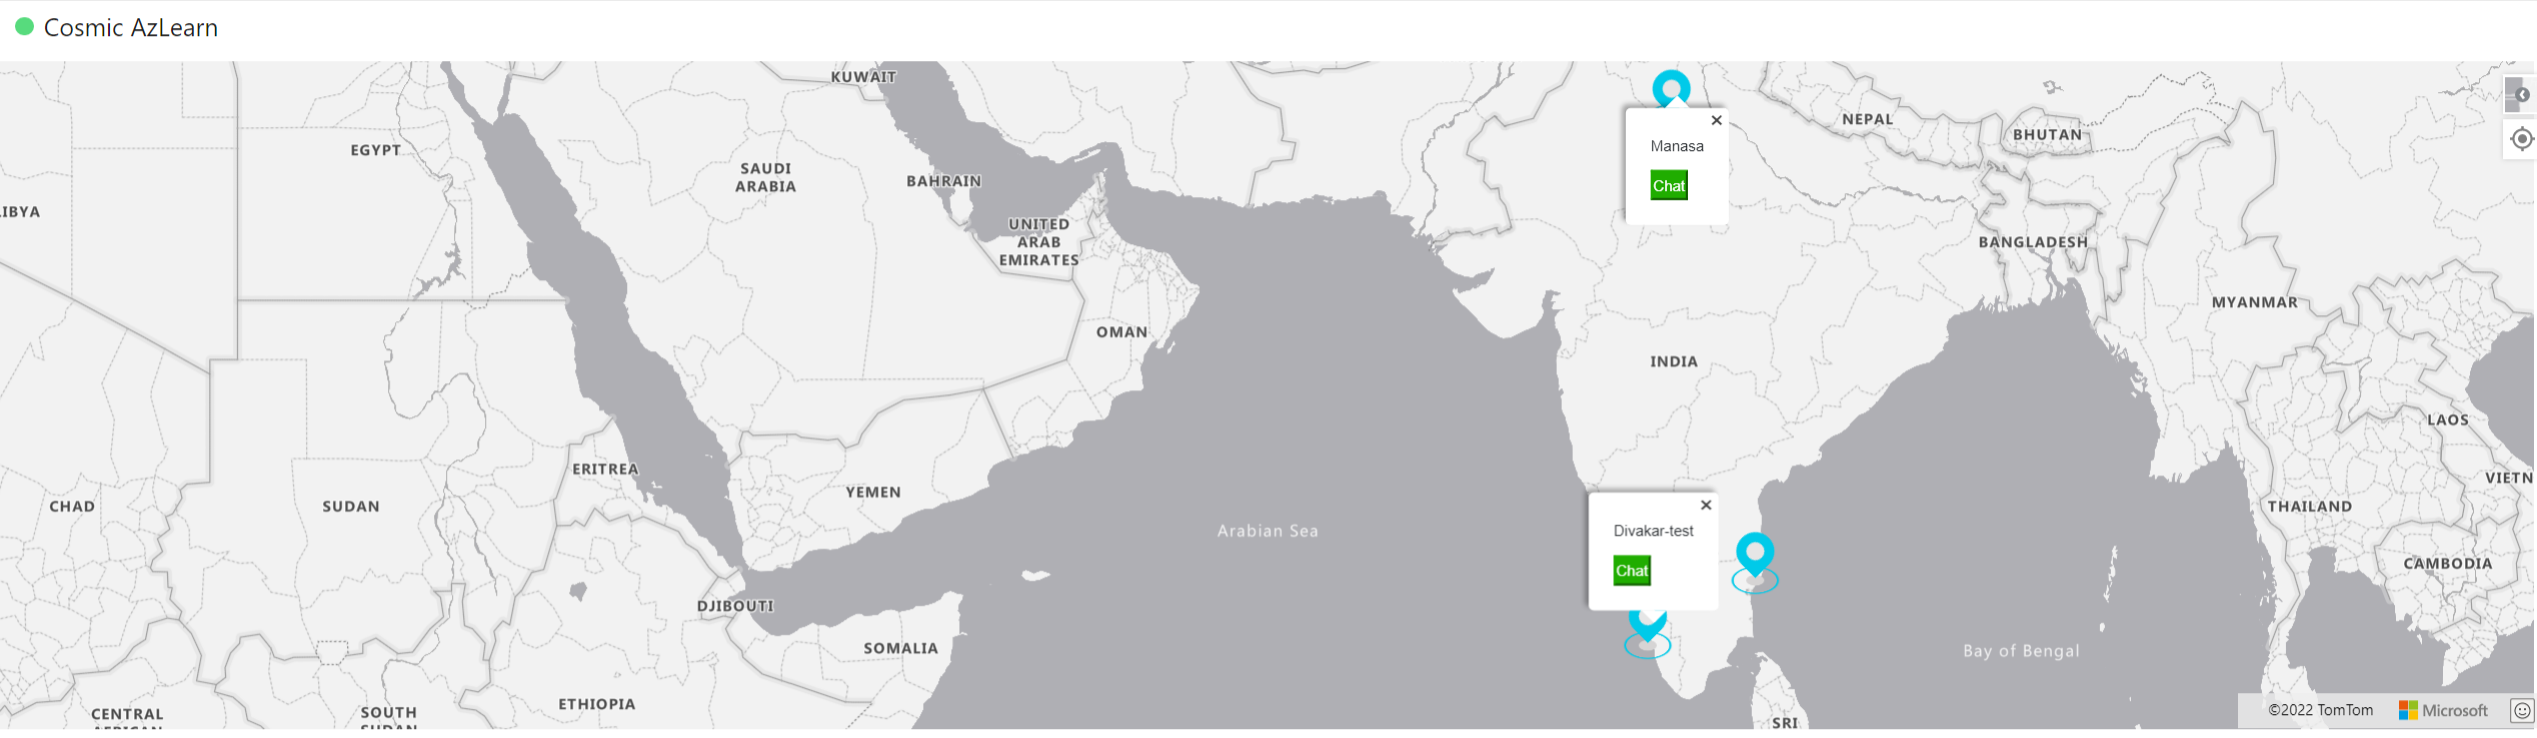 Cosmic AzLearn
KUWAIT
EGYPT
SAUDI
ARABIA
BAHRAIN
UNITED
ARAB
EMIRATES
OMAN
IBYA
Manasa
Chat
NEPAL
BHUTAN
BANGLADESH
MYANMAR
INDIA
LAOS
VIETN
THAILAND
CAMBODIA
CHAD
SUDAN
ERITREA
YEMEN
Arabian Sea
Divakar-test
Chat
DJIBOUTI
SOMALIA
ETHIOPIA
Bay of Bengal
CENTRAL
AFRICAN
SOUTH
SUDAN
SRI
©2022 TomTom
Microsoft